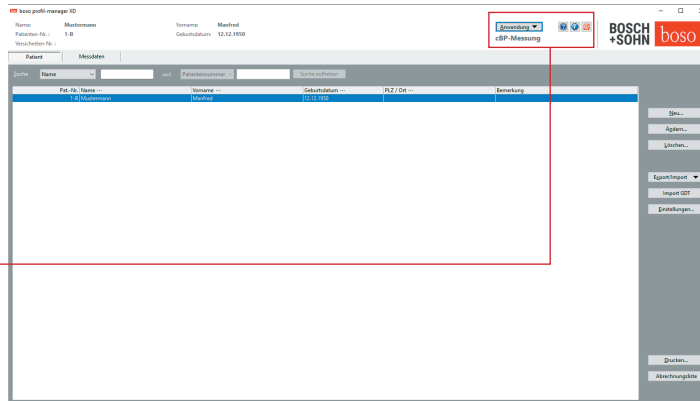 boso profil-manager XD
Name: Mustermann Vorname: Manfred
Patienten-Nr.: 1-B Geburtsdatum: 12.12.1950
Versicherten-Nr.:
Anwendung ▼
cBP-Messung
BOSCH
+SOHN
boso
Patient Messdaten
Suche Name und Patientennummer Suche aufheben
Pat.-Nr. Name --- Vorname --- Geburtsdatum --- PLZ / Ort --- Bemerkung
1-B Mustermann Manfred 12.12.1950
Neu...
Ändern...
Löschen...
Export/Import ▼
Import GDT
Einstellungen...
Drucken...
Abrechnungsliste